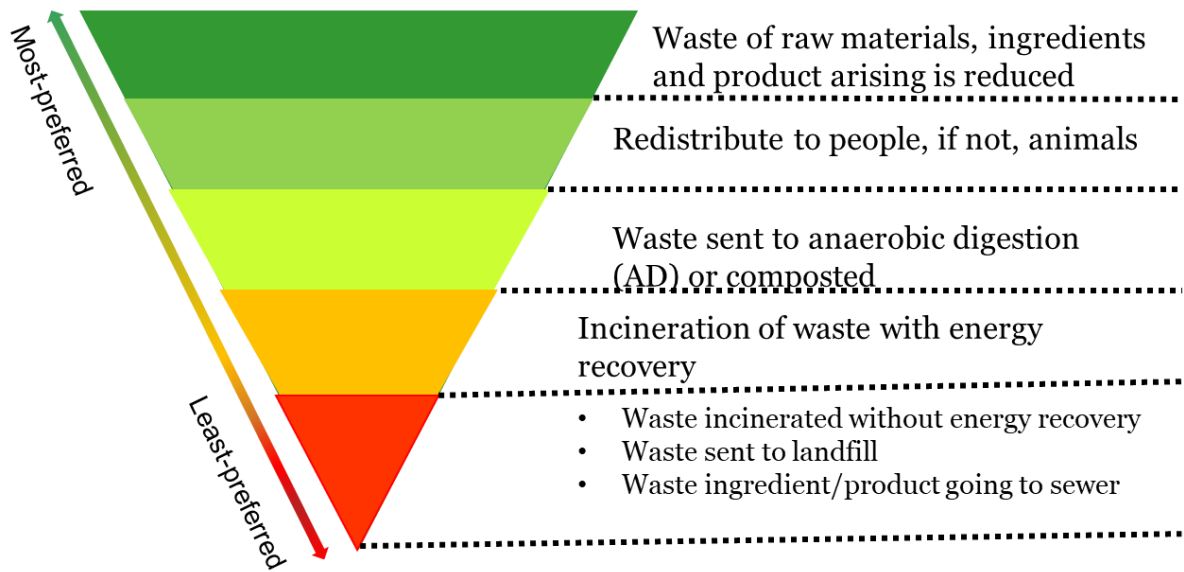 Most-preferred
Least-preferred
Waste of raw materials, ingredients
and product arising is reduced
Redistribute to people, if not, animals
Waste sent to anaerobic digestion
(AD) or composted
Incineration of waste with energy
recovery
• Waste incinerated without energy recovery
• Waste sent to landfill
• Waste ingredient/product going to sewer